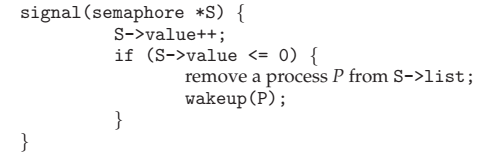 signal(semaphore *S) {
S->value++;
if (S->value <= 0) {
remove a process P from S->list;
wakeup(P);
}
}